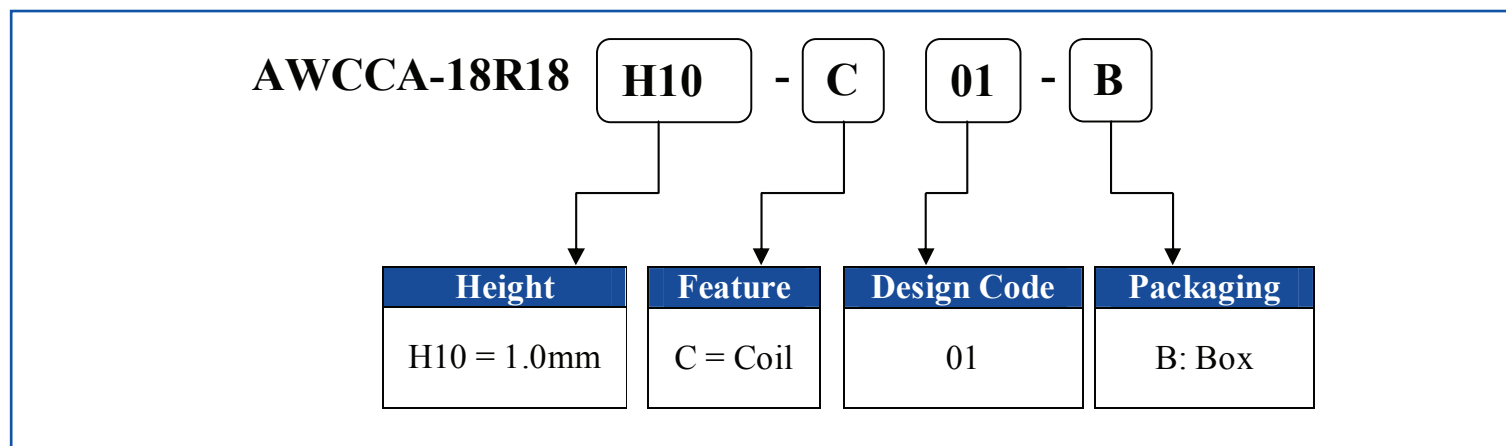 AWCCA-18R18 H10 - C 01 - B
Height Feature Design Code Packaging
H10 = 1.0mm C = Coil 01 B: Box